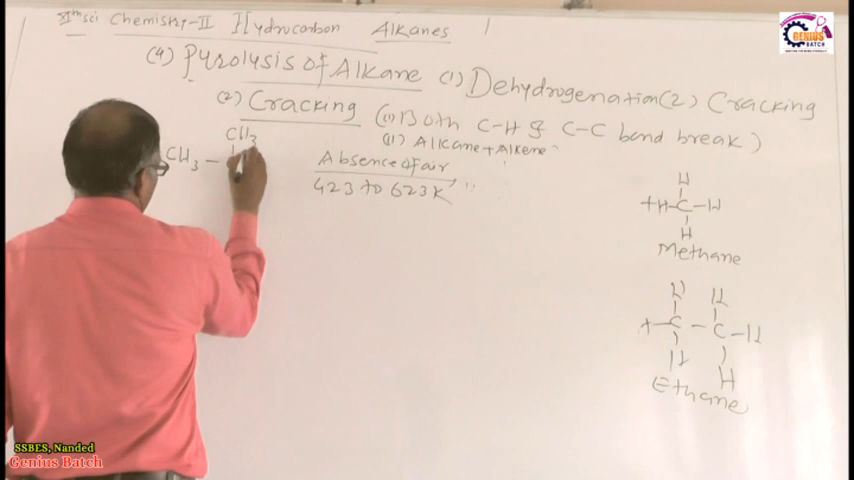 XIth sci Chemistry-II Hydrocarbon Alkanes
GENIUS
BATCH
(4) Pyrolysis of Alkane (1) Dehydrogenation (2) Cracking
(2) Cracking (i) Both C-H & C-C bond break)
(ii) Alkane + Alkene
CH3
CH3 -
Absence of air
423 to 623K
H
H-C-H
H
Methane
H H
C - C - H
H H
Ethane
SSBES, Nanded
Genius Batch